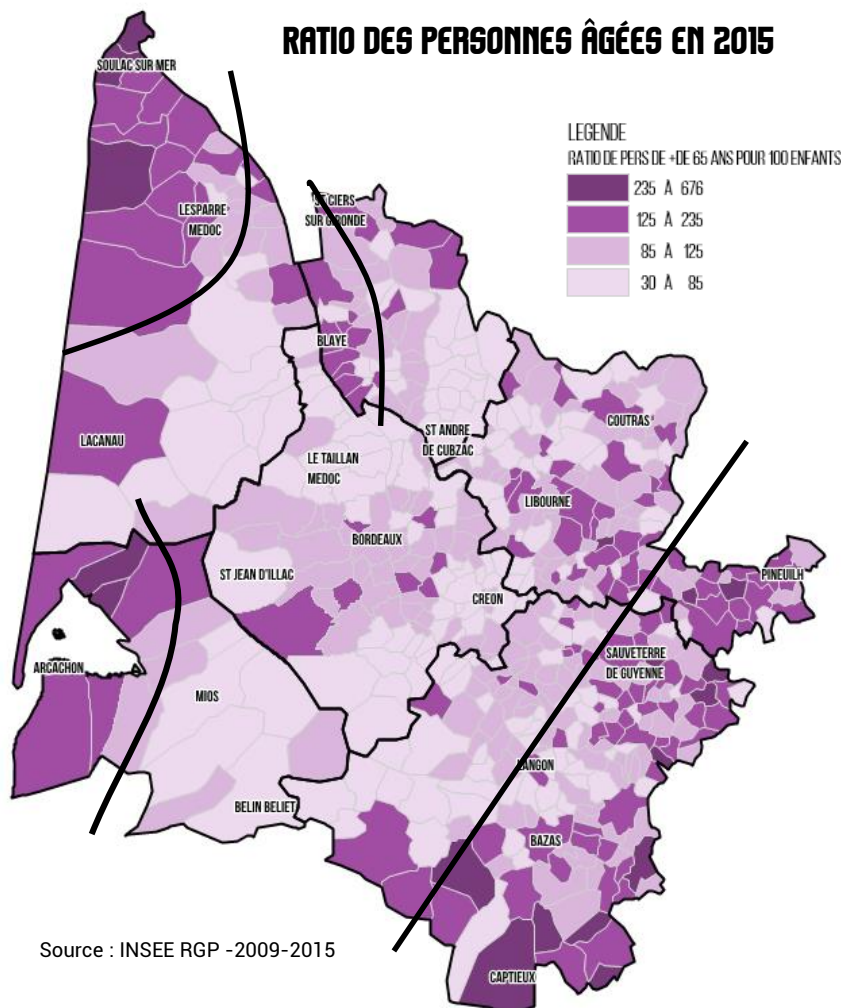 RATIO DES PERSONNES ÂGÉES EN 2015
LEGENDE
RATIO DE PERS DE +DE 65 ANS POUR 100 ENFANTS
235 À 676
125 À 235
85 À 125
30 À 85
SOULAC SUR MER
LESPARRE
MEDOC
ST CIERS
SUR GIRONDE
BLAYE
LACANAU
ST ANDRE
DE CUBZAC
COUTRAS
LE TAILLAN
MEDOC
LIBOURNE
BORDEAUX
ST JEAN D'ILLAC
CREON
PINEUILH
ARCACHON
SAUVETERRE
DE GUYENNE
MIOS
LANGON
BELIN BELIET
BAZAS
CAPTIEUX
Source : INSEE RGP -2009-2015